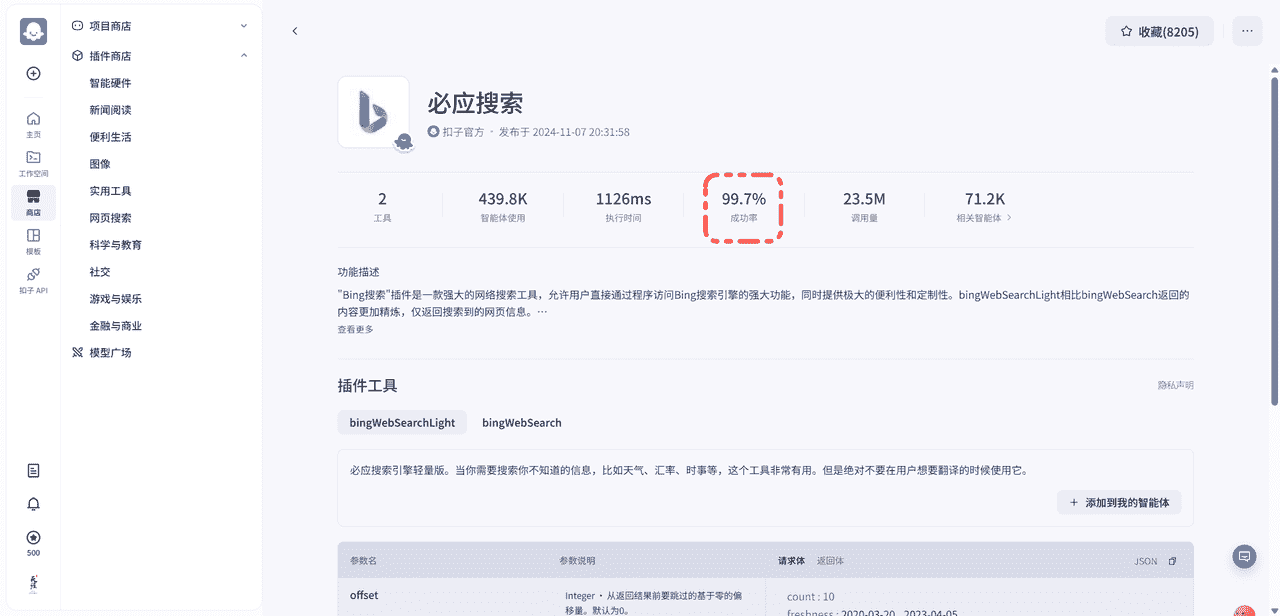 项目商店
插件商店
智能硬件
新闻阅读
便利生活
图像
实用工具
网页搜索
科学与教育
社交
游戏与娱乐
金融与商业
模型广场
主页
工作空间
商店
模板
扣子 API
500
收藏(8205)
必应搜索
扣子官方 • 发布于 2024-11-07 20:31:58
2
工具
439.8K
智能体使用
1126ms
执行时间
99.7%
成功率
23.5M
调用量
71.2K
相关智能体
功能描述
"Bing搜索"插件是一款强大的网络搜索工具，允许用户直接通过程序访问Bing搜索引擎的强大功能，同时提供极大的便利性和定制性。bingWebSearchLight相比bingWebSearch返回的
内容更加精炼，仅返回搜索到的网页信息。…
查看更多
插件工具
隐私声明
bingWebSearchLight
bingWebSearch
必应搜索引擎轻量版。当你需要搜索你不知道的信息，比如天气、汇率、时事等，这个工具非常有用。但是绝对不要在用户想要翻译的时候使用它。
+ 添加到我的智能体
参数名
参数说明
请求体
返回体
JSON
offset
Integer • 从返回结果前要跳过的基于零的偏
移量。默认为0。
count : 10
freshness : 2020-03-20...2023-04-05